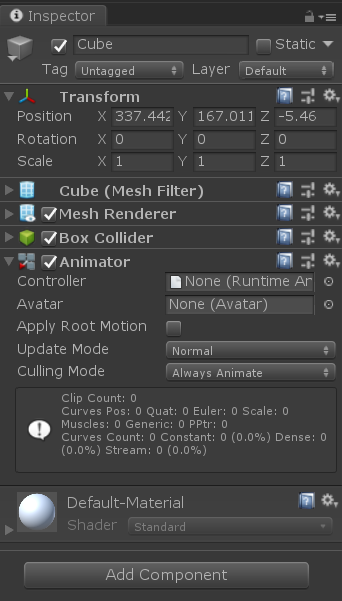 Inspector
Cube
Static
Tag Untagged Layer Default
Transform
Position X 337.442 Y 167.011 Z -5.46
Rotation X 0 Y 0 Z 0
Scale X 1 Y 1 Z 1
Cube (Mesh Filter)
Mesh Renderer
Box Collider
Animator
Controller None (Runtime An
Avatar None (Avatar)
Apply Root Motion
Update Mode Normal
Culling Mode Always Animate
Clip Count: 0
Curves Pos: 0 Quat: 0 Euler: 0 Scale: 0
Muscles: 0 Generic: 0 PPtr: 0
Curves Count: 0 Constant: 0 (0.0%) Dense: 0
(0.0%) Stream: 0 (0.0%)
Default-Material
Shader Standard
Add Component